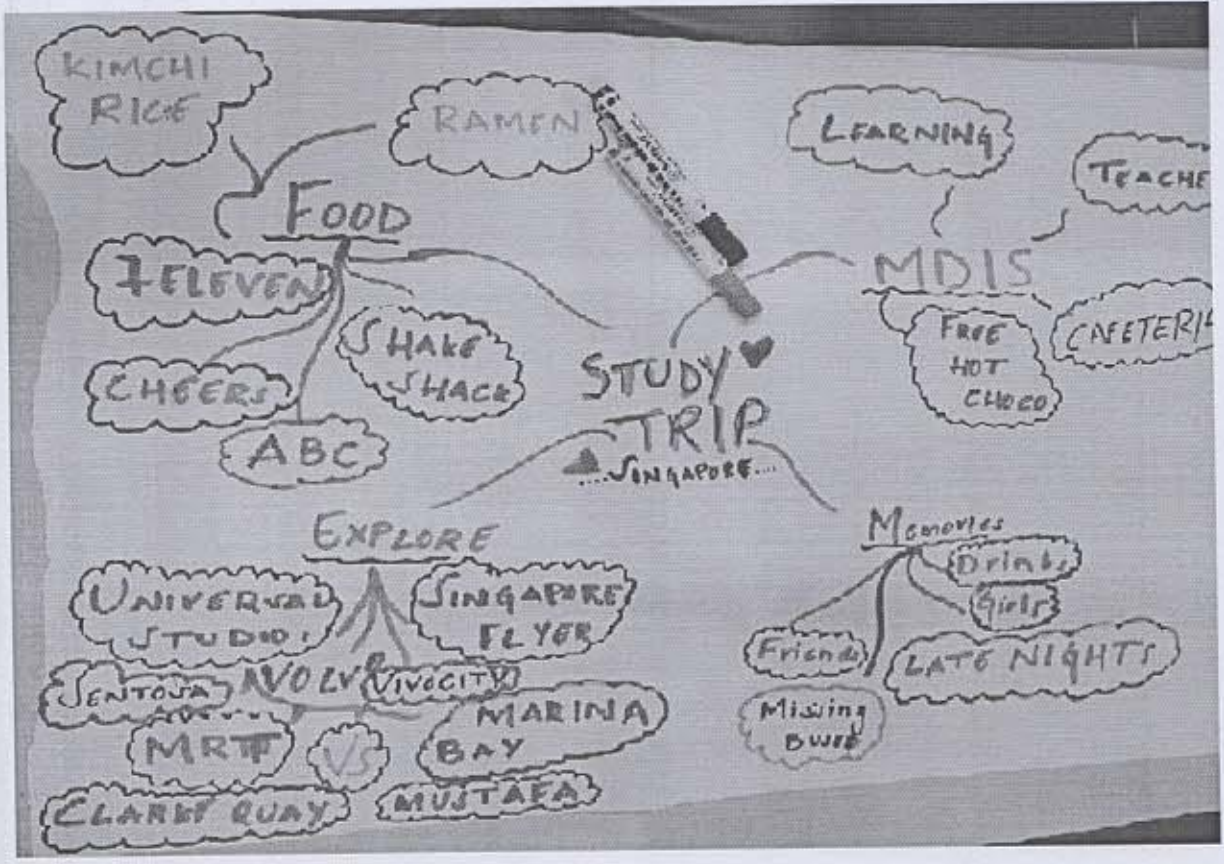 KIMCHI
RICE
RAMEN
LEARNING
TEACHE
FOOD
MDIS
7 ELEVEN
SHAKE
SHACK
CHEERS
ABC
FREE
HOT
CHOCO
CAFETERI
STUDY
TRIP
....SINGAPORE....
EXPLORE
UNIVERSAL
STUDIO
SINGAPORE
FLYER
SENTOSA
VIVOCITY
MRT
VS
MARINA
BAY
CLARKE QUAY
MUSTAFA
Memories
Drinks
Girls
Friends
LATE NIGHTS
Missing